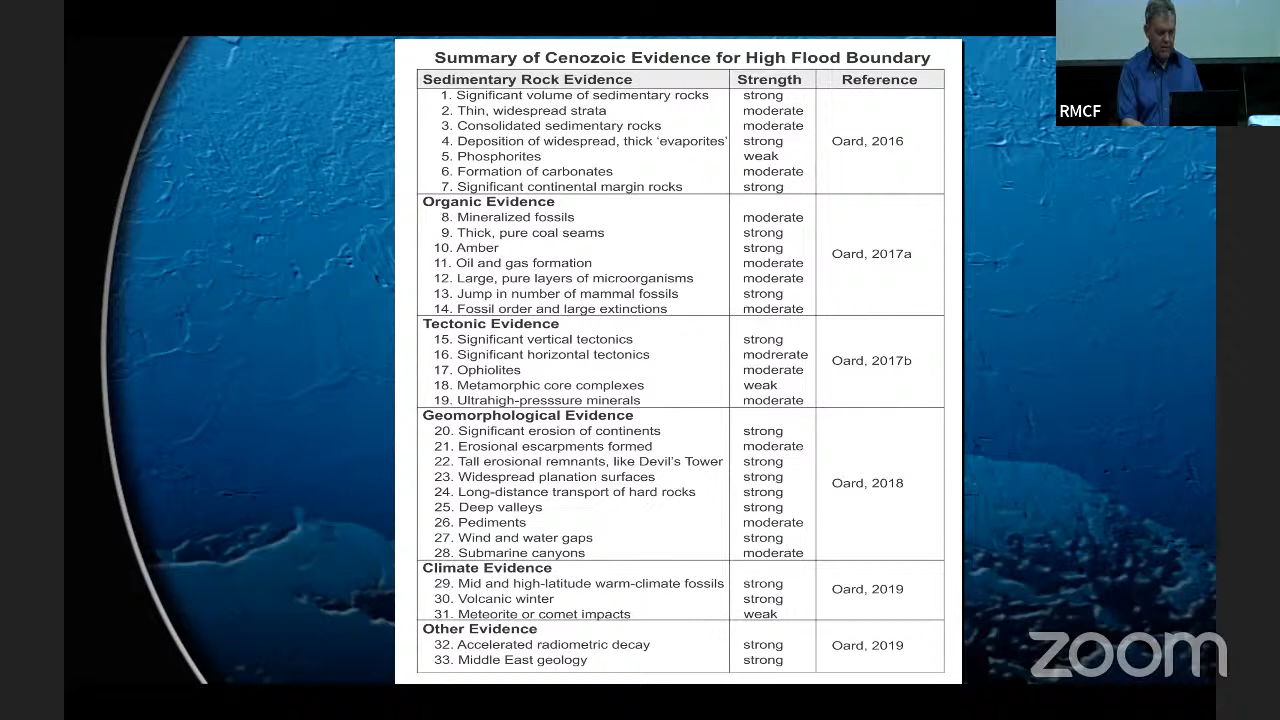 Summary of Cenozoic Evidence for High Flood Boundary
Sedimentary Rock Evidence Strength Reference
1. Significant volume of sedimentary rocks strong
2. Thin, widespread strata moderate
3. Consolidated sedimentary rocks moderate
4. Deposition of widespread, thick ‘evaporites’ strong Oard, 2016
5. Phosphorites weak
6. Formation of carbonates moderate
7. Significant continental margin rocks strong
Organic Evidence
8. Mineralized fossils moderate
9. Thick, pure coal seams strong
10. Amber strong Oard, 2017a
11. Oil and gas formation moderate
12. Large, pure layers of microorganisms moderate
13. Jump in number of mammal fossils strong
14. Fossil order and large extinctions moderate
Tectonic Evidence
15. Significant vertical tectonics strong
16. Significant horizontal tectonics modrerate Oard, 2017b
17. Ophiolites moderate
18. Metamorphic core complexes weak
19. Ultrahigh-presssure minerals moderate
Geomorphological Evidence
20. Significant erosion of continents strong
21. Erosional escarpments formed moderate
22. Tall erosional remnants, like Devil’s Tower strong
23. Widespread planation surfaces strong Oard, 2018
24. Long-distance transport of hard rocks strong
25. Deep valleys strong
26. Pediments moderate
27. Wind and water gaps strong
28. Submarine canyons moderate
Climate Evidence
29. Mid and high-latitude warm-climate fossils strong Oard, 2019
30. Volcanic winter strong
31. Meteorite or comet impacts weak
Other Evidence
32. Accelerated radiometric decay strong Oard, 2019
33. Middle East geology strong
RMCF
zoom